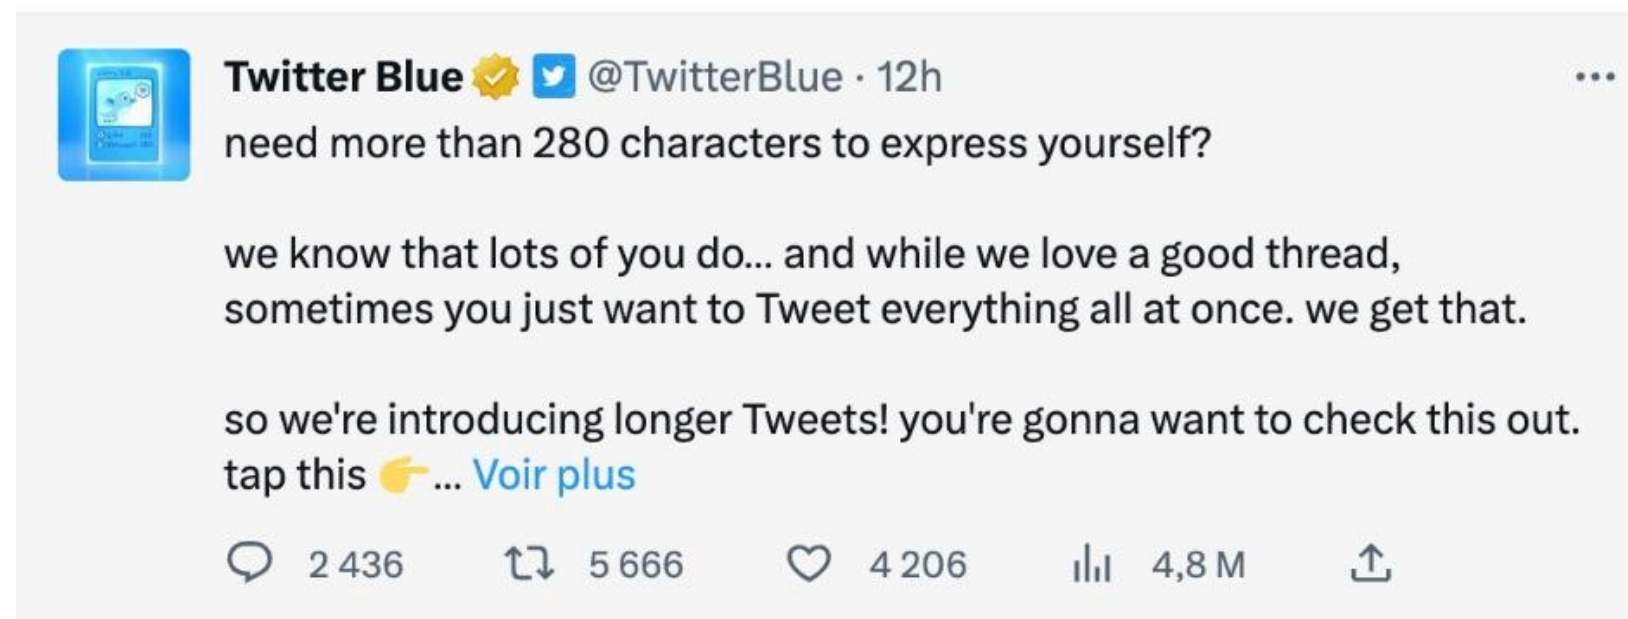 Twitter Blue @TwitterBlue · 12h
need more than 280 characters to express yourself?
we know that lots of you do... and while we love a good thread,
sometimes you just want to Tweet everything all at once. we get that.
so we're introducing longer Tweets! you're gonna want to check this out.
tap this 👉... Voir plus
2 436 5 666 4 206 4,8 M